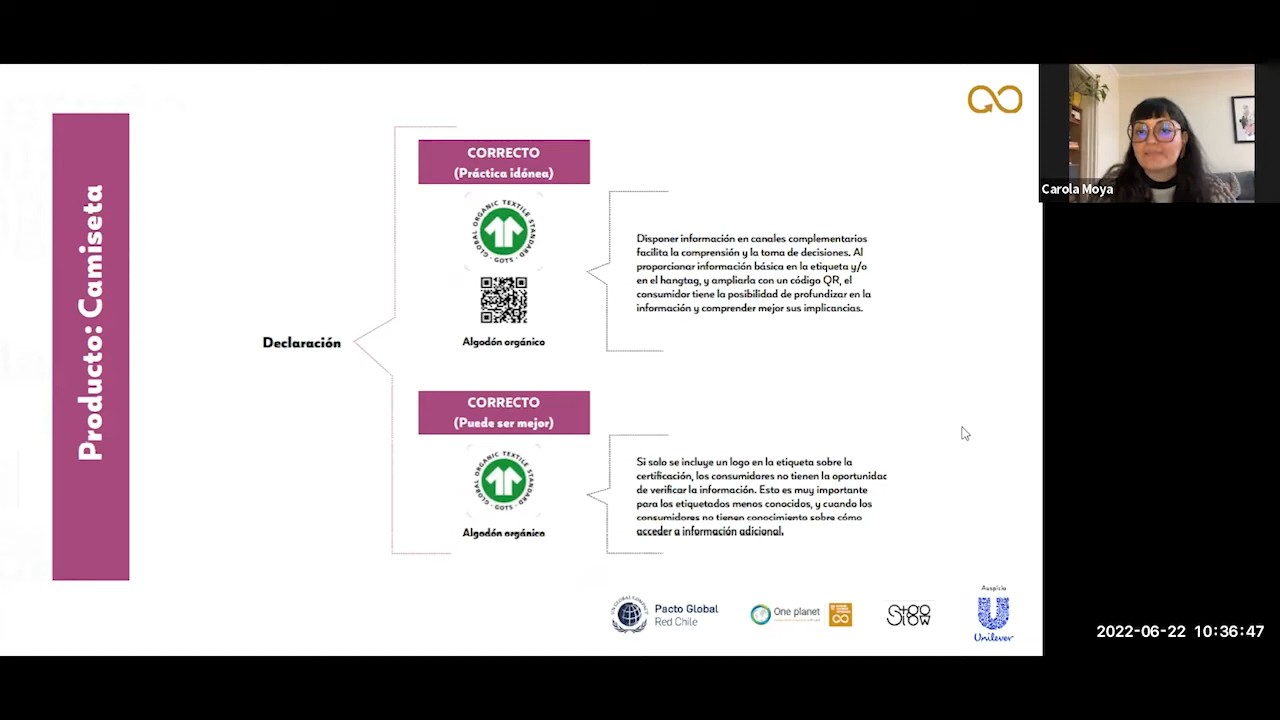 Producto: Camiseta
Declaración
CORRECTO
(Práctica idónea)
GLOBAL ORGANIC TEXTILE STANDARD
· GOTS ·
Algodón orgánico
Disponer información en canales complementarios
facilita la comprensión y la toma de decisiones. Al
proporcionar información básica en la etiqueta y/o
en el hangtag, y ampliarla con un código QR, el
consumidor tiene la posibilidad de profundizar en la
información y comprender mejor sus implicancias.
CORRECTO
(Puede ser mejor)
GLOBAL ORGANIC TEXTILE STANDARD
· GOTS ·
Algodón orgánico
Si solo se incluye un logo en la etiqueta sobre la
certificación, los consumidores no tienen la oportunidad
de verificar la información. Esto es muy importante
para los etiquetados menos conocidos, y cuando los
consumidores no tienen conocimiento sobre cómo
acceder a información adicional.
Pacto Global
Red Chile
One planet
Auspicia
Unilever
Carola Moya
2022-06-22 10:36:47